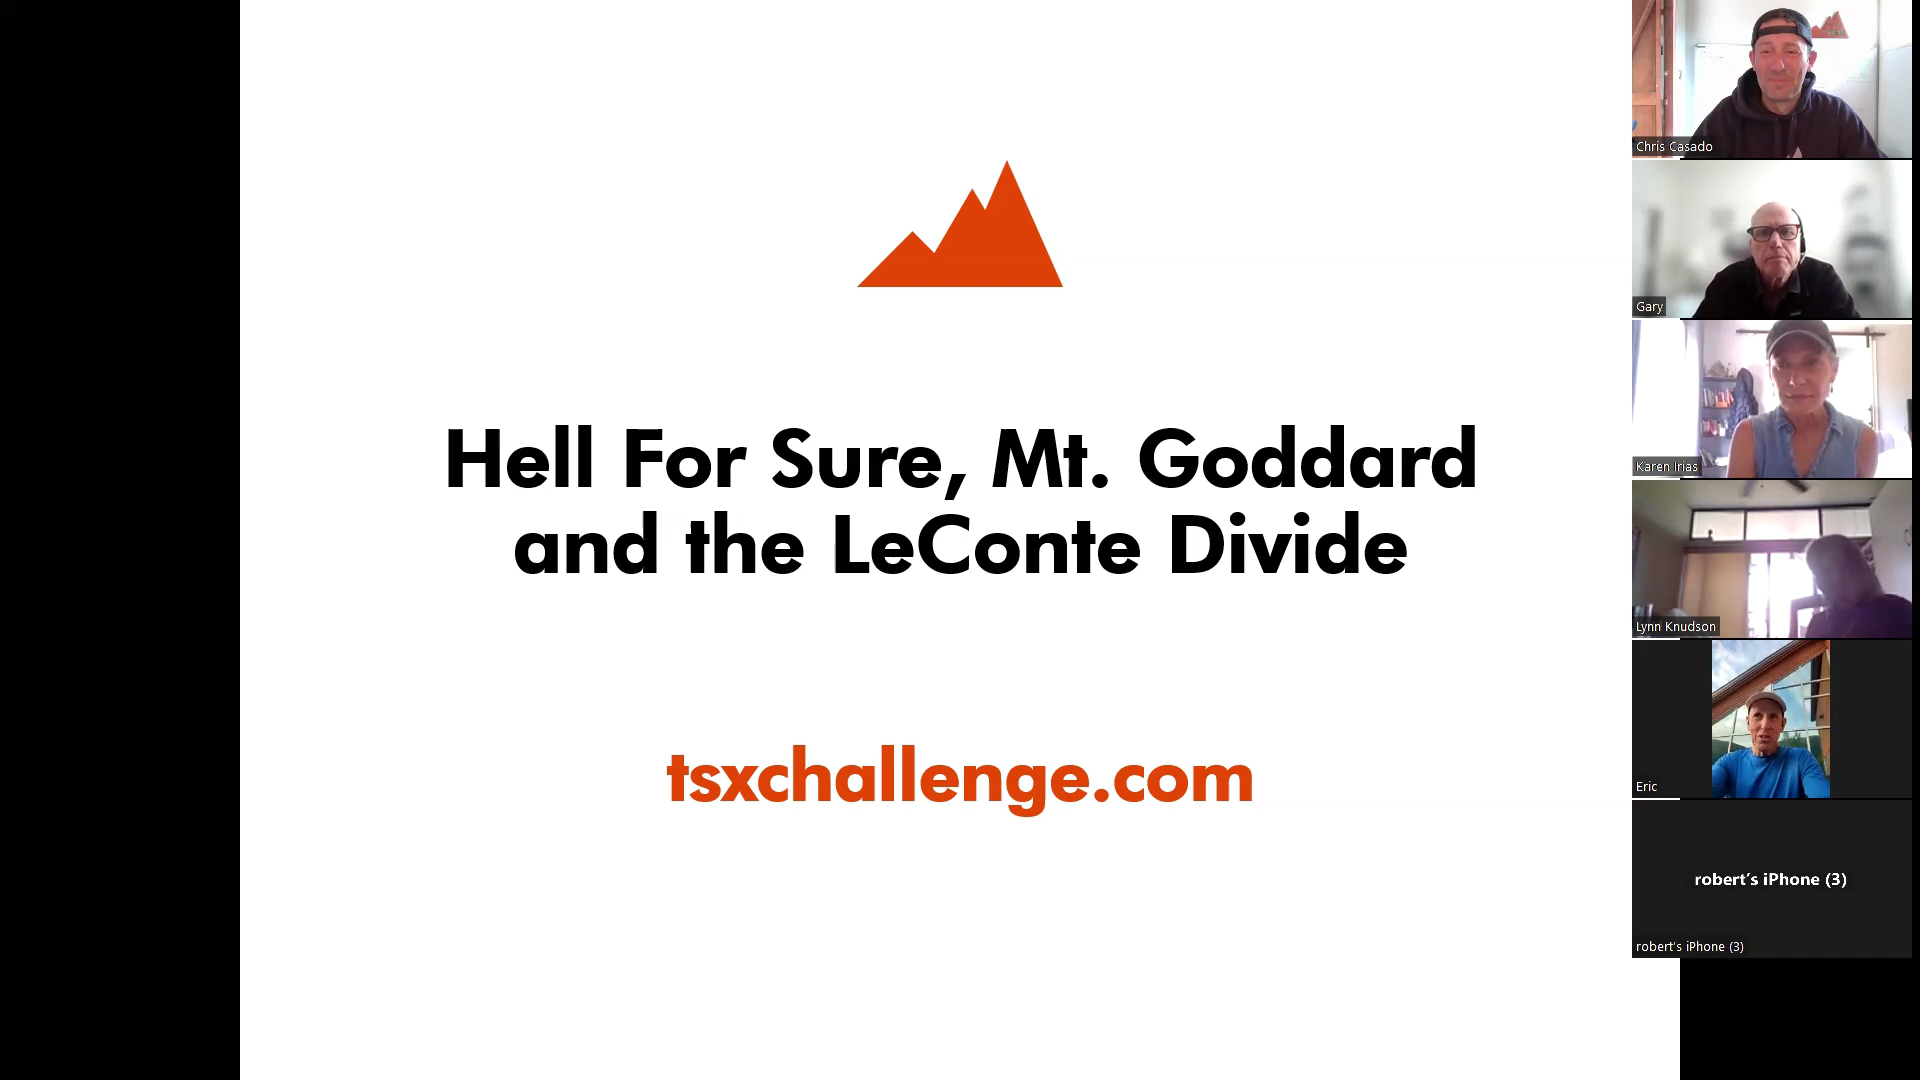 Hell For Sure, Mt. Goddard
and the LeConte Divide
tsxchallenge.com
Chris Casado
Gary
Karen Irias
Lynn Knudson
Eric
robert's iPhone (3)
robert's iPhone (3)